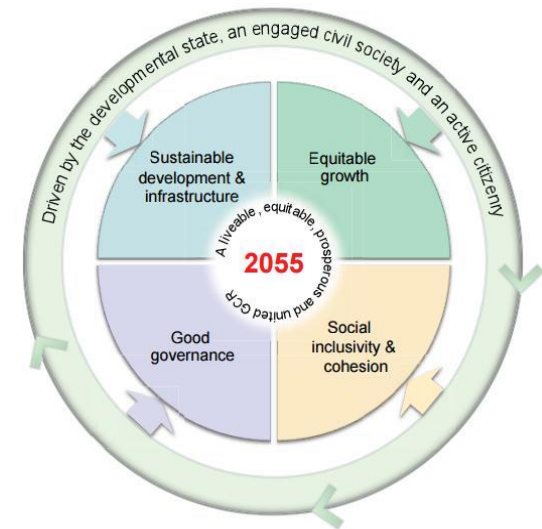 Driven by the developmental state, an engaged civil society and an active citizenry
Sustainable
development &
infrastructure
Equitable
growth
A liveable, equitable, prosperous and united GCR
2055
Good
governance
Social
inclusivity &
cohesion